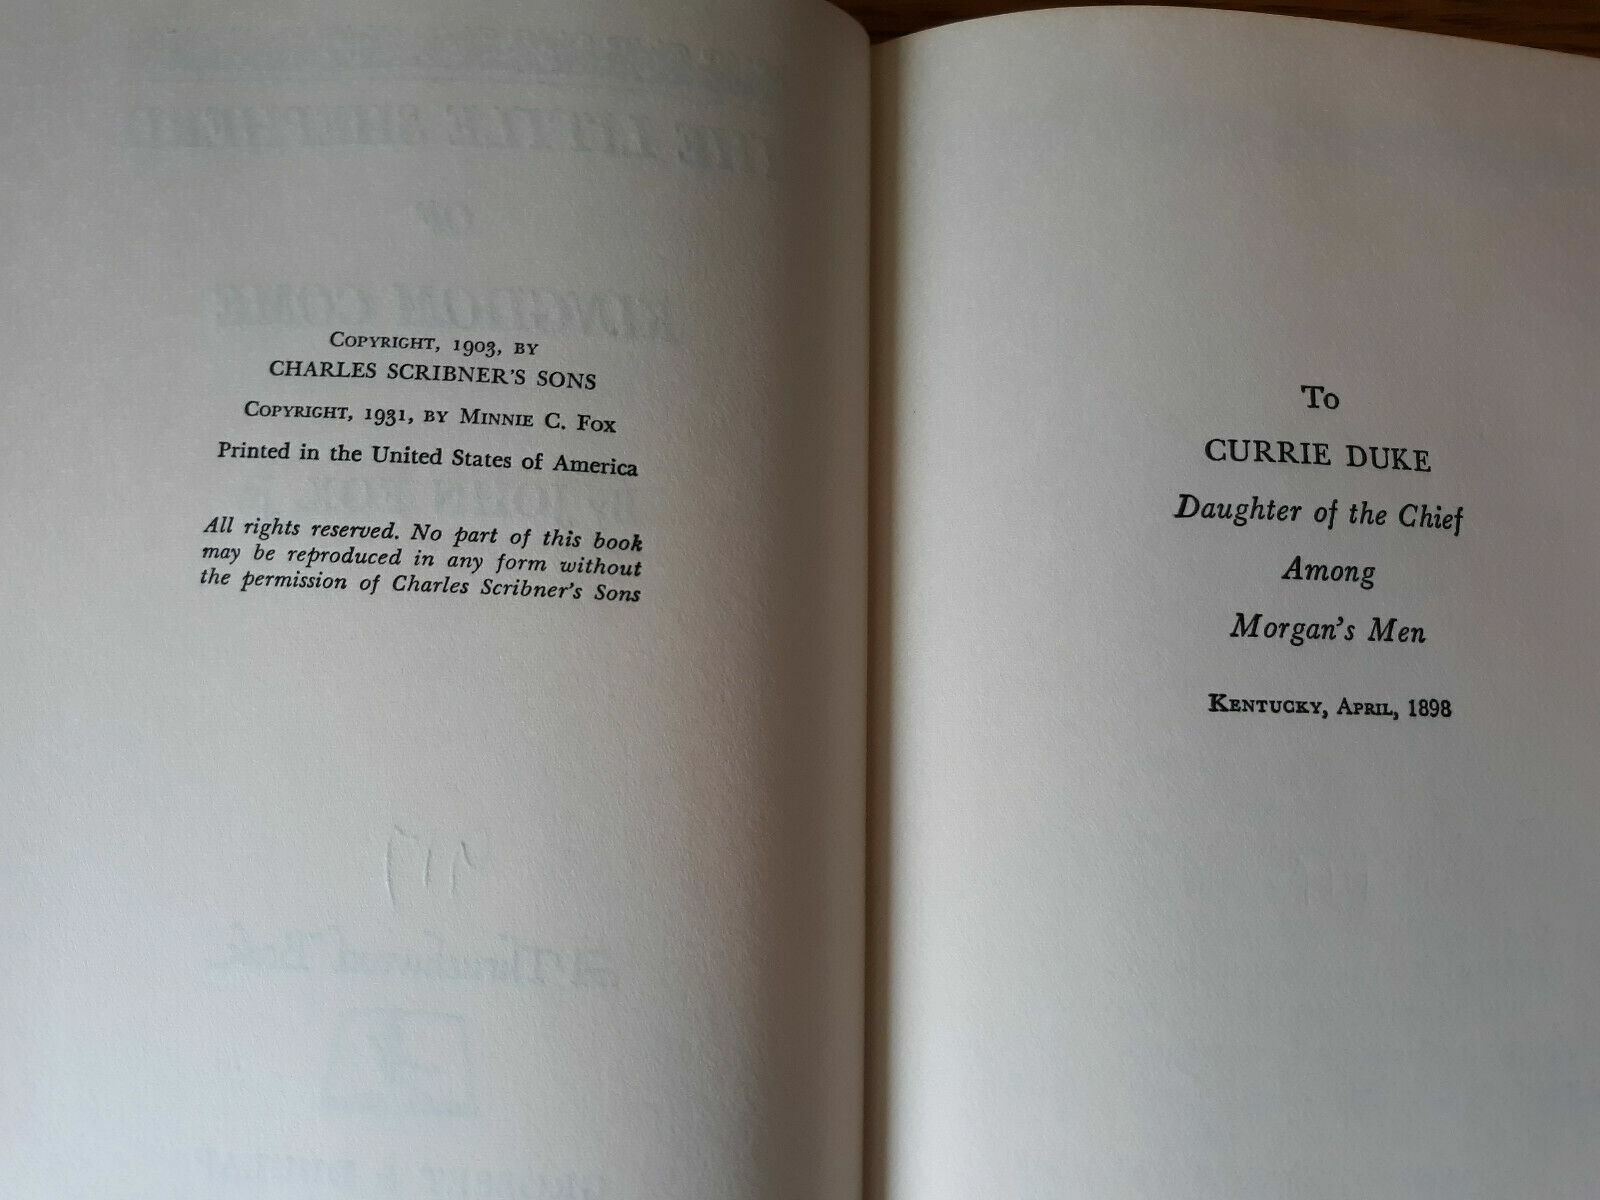 COPYRIGHT, 1903, BY
CHARLES SCRIBNER'S SONS
COPYRIGHT, 1931, BY MINNIE C. FOX
Printed in the United States of America
All rights reserved. No part of this book
may be reproduced in any form without
the permission of Charles Scribner's Sons
To
CURRIE DUKE
Daughter of the Chief
Among
Morgan's Men
KENTUCKY, APRIL, 1898